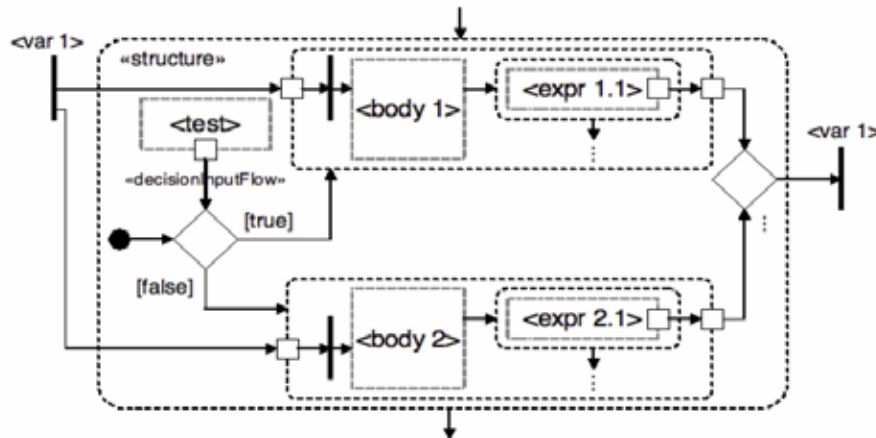 <var 1>
«structure»
<body 1>
<expr 1.1>
<test>
<var 1>
«decisionInputFlow»
[true]
[false]
<body 2>
<expr 2.1>